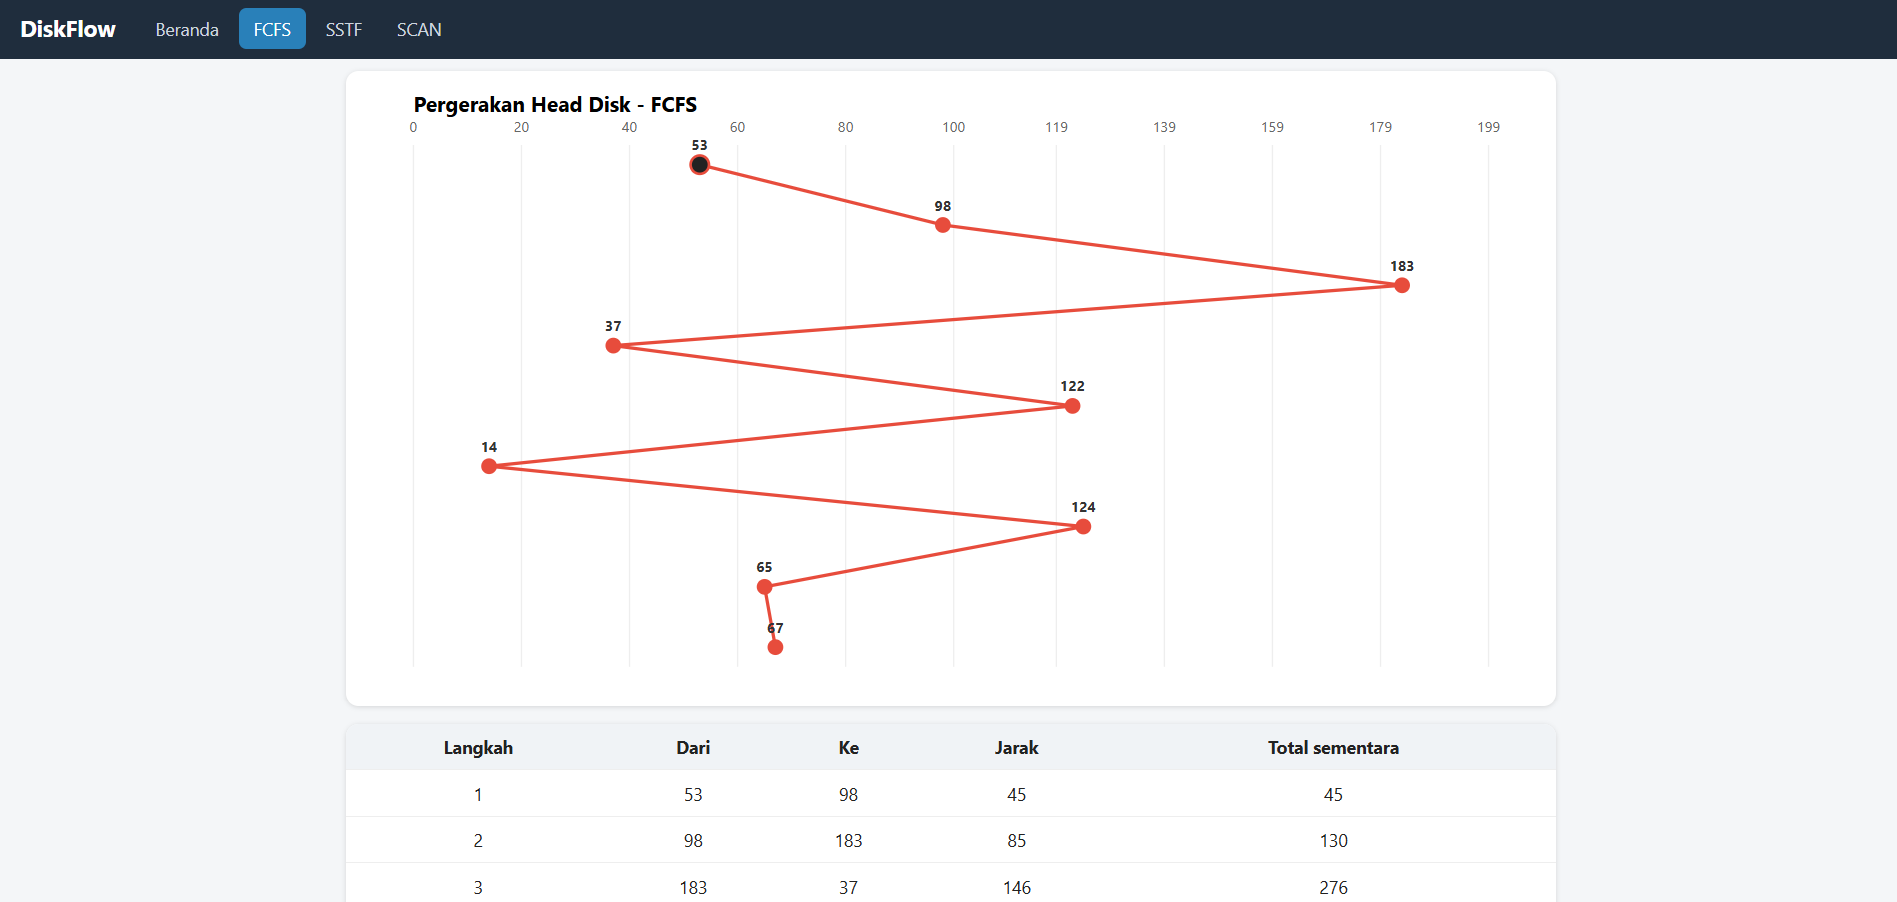 DiskFlow Beranda FCFS SSTF SCAN
Pergerakan Head Disk - FCFS
0 20 40 60 80 100 119 139 159 179 199
53
98
183
37
122
14
124
65
67
Langkah Dari Ke Jarak Total sementara
1 53 98 45 45
2 98 183 85 130
3 183 37 146 276